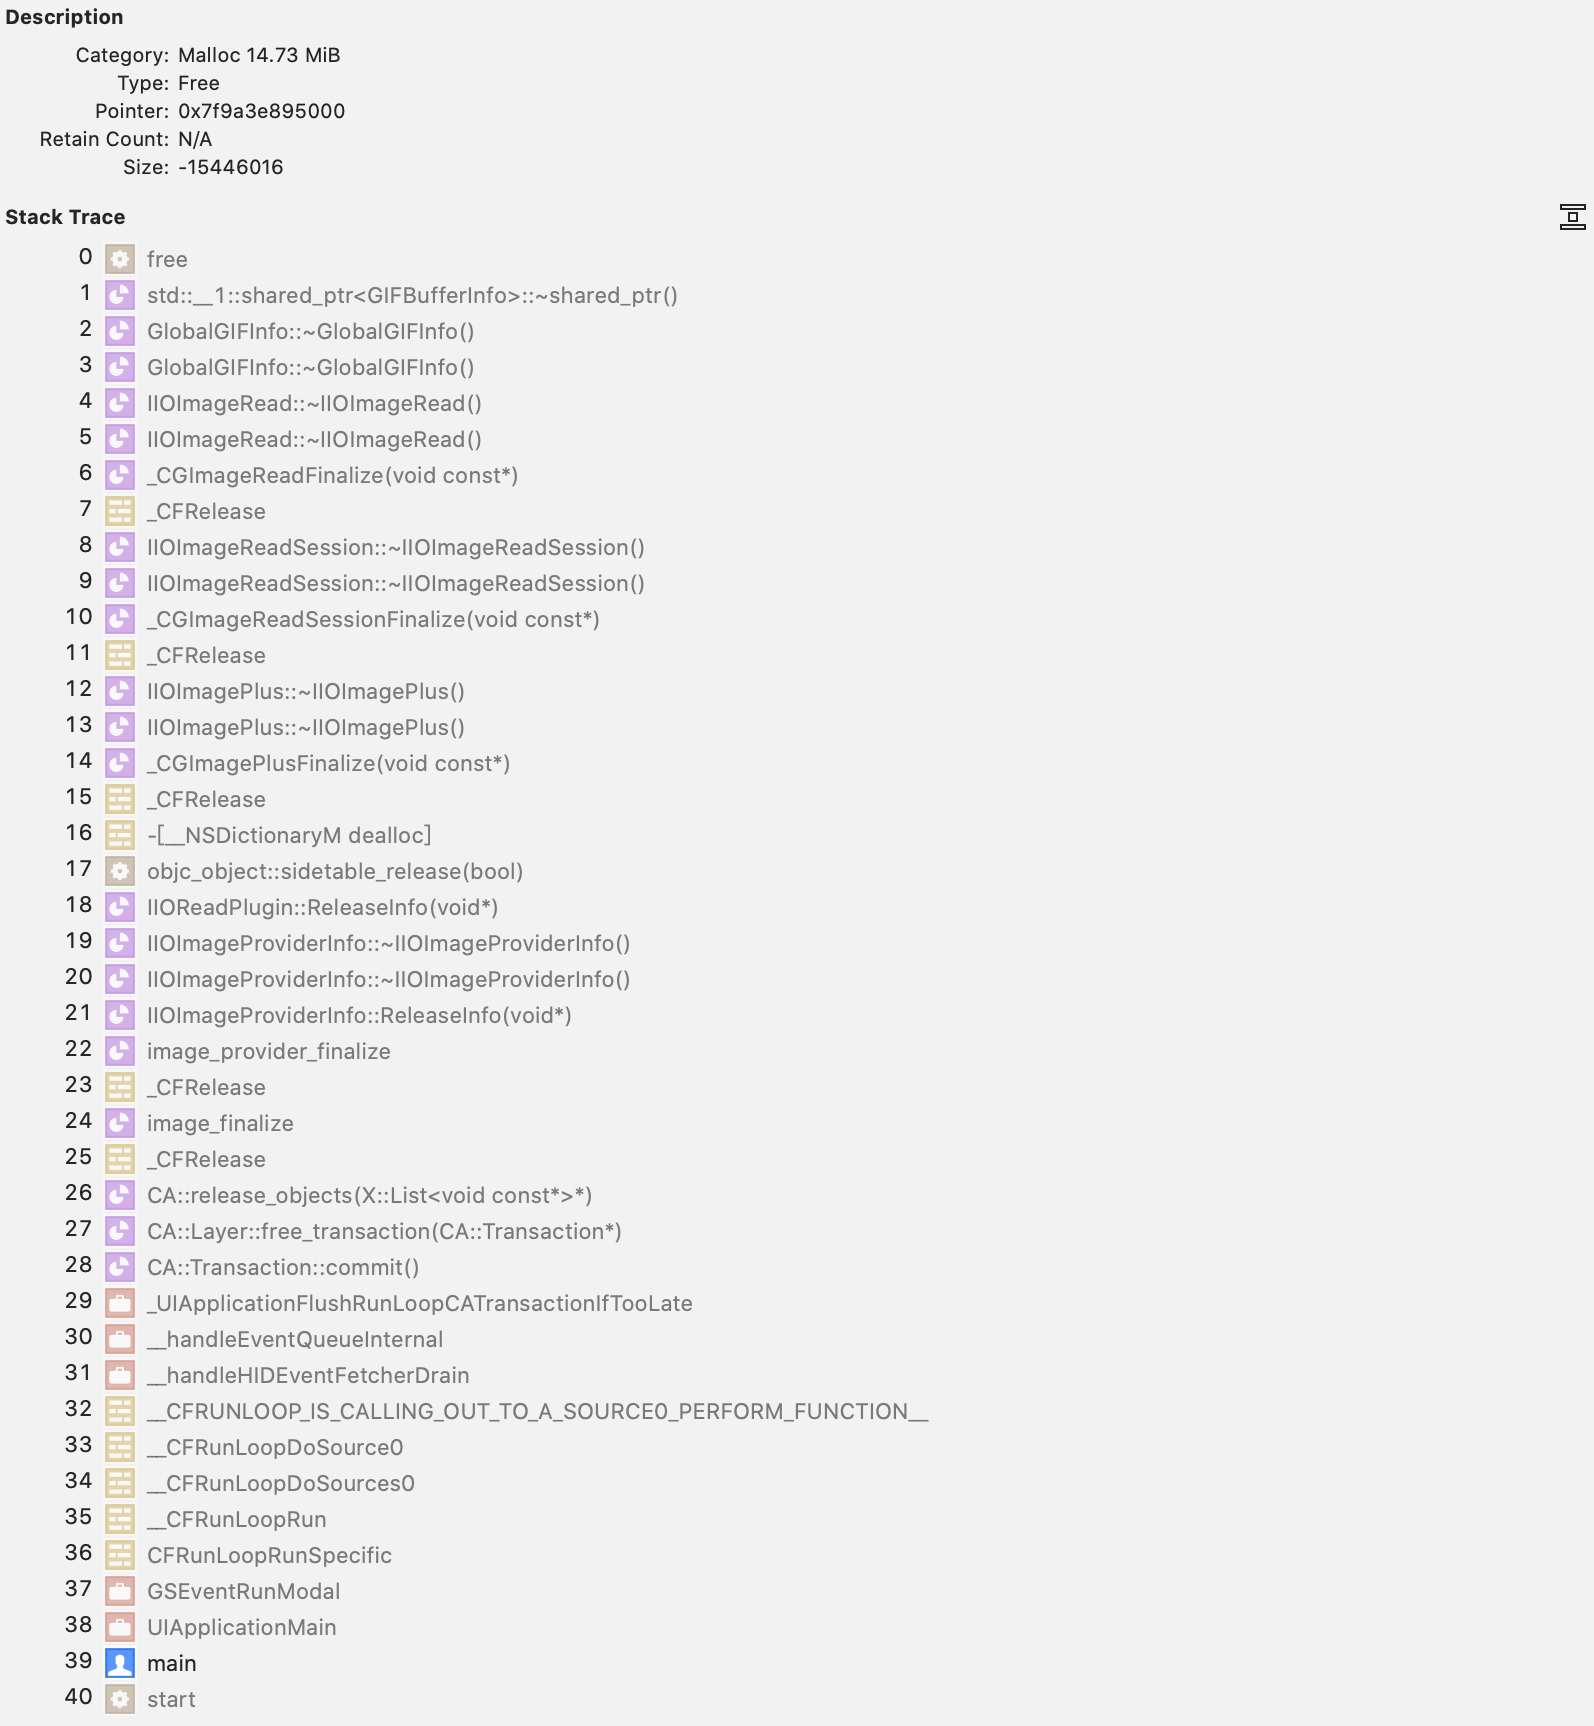 Description
Category: Malloc 14.73 MiB
Type: Free
Pointer: 0x7f9a3e895000
Retain Count: N/A
Size: -15446016
Stack Trace
0 free
1 std::__1::shared_ptr<GIFBufferInfo>::~shared_ptr()
2 GlobalGIFInfo::~GlobalGIFInfo()
3 GlobalGIFInfo::~GlobalGIFInfo()
4 IIOImageRead::~IIOImageRead()
5 IIOImageRead::~IIOImageRead()
6 _CGImageReadFinalize(void const*)
7 _CFRelease
8 IIOImageReadSession::~IIOImageReadSession()
9 IIOImageReadSession::~IIOImageReadSession()
10 _CGImageReadSessionFinalize(void const*)
11 _CFRelease
12 IIOImagePlus::~IIOImagePlus()
13 IIOImagePlus::~IIOImagePlus()
14 _CGImagePlusFinalize(void const*)
15 _CFRelease
16 -[__NSDictionaryM dealloc]
17 objc_object::sidetable_release(bool)
18 IIOReadPlugin::ReleaseInfo(void*)
19 IIOImageProviderInfo::~IIOImageProviderInfo()
20 IIOImageProviderInfo::~IIOImageProviderInfo()
21 IIOImageProviderInfo::ReleaseInfo(void*)
22 image_provider_finalize
23 _CFRelease
24 image_finalize
25 _CFRelease
26 CA::release_objects(X::List<void const*>*)
27 CA::Layer::free_transaction(CA::Transaction*)
28 CA::Transaction::commit()
29 _UIApplicationFlushRunLoopCATransactionIfTooLate
30 __handleEventQueueInternal
31 __handleHIDEventFetcherDrain
32 __CFRUNLOOP_IS_CALLING_OUT_TO_A_SOURCE0_PERFORM_FUNCTION__
33 __CFRunLoopDoSource0
34 __CFRunLoopDoSources0
35 __CFRunLoopRun
36 CFRunLoopRunSpecific
37 GSEventRunModal
38 UIApplicationMain
39 main
40 start